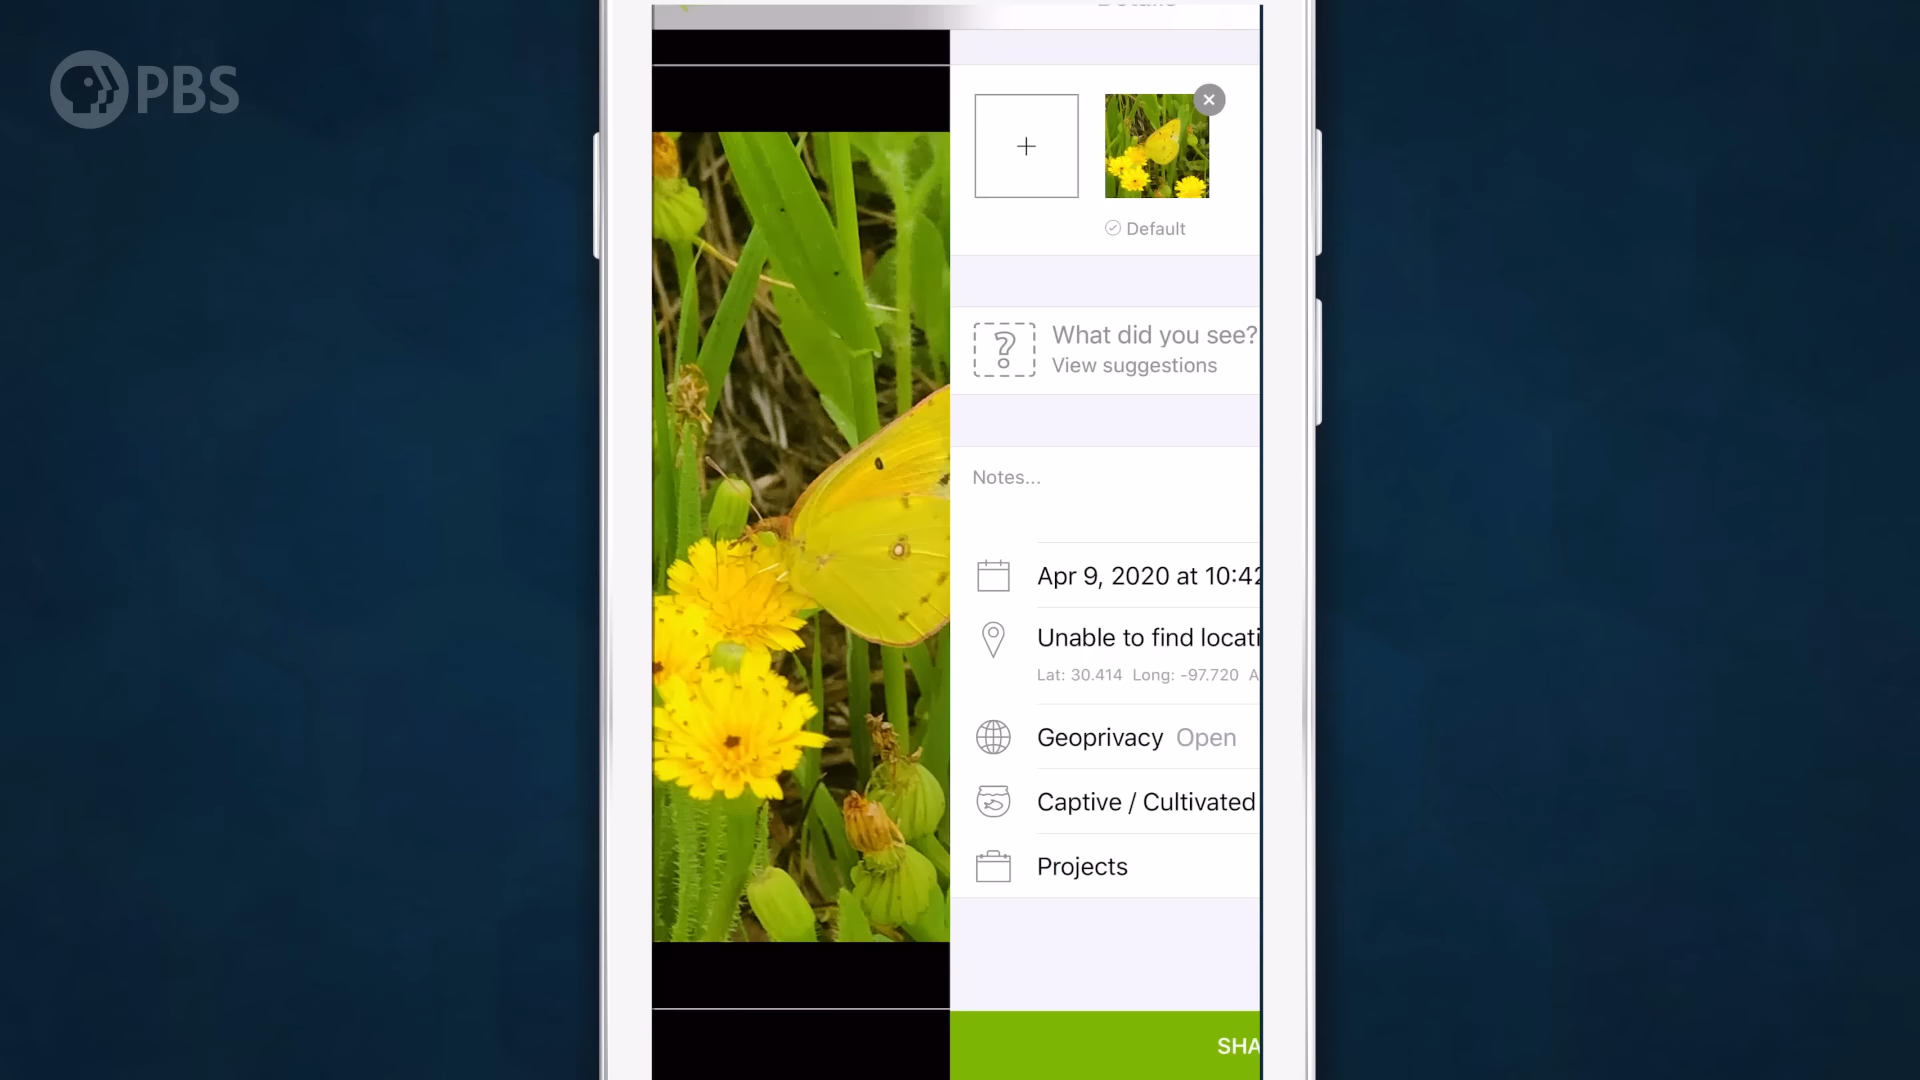 PBS
Details
Default
What did you see?
View suggestions
Notes...
Apr 9, 2020 at 10:42
Unable to find locati
Lat: 30.414 Long: -97.720 A
Geoprivacy Open
Captive / Cultivated
Projects
SHA